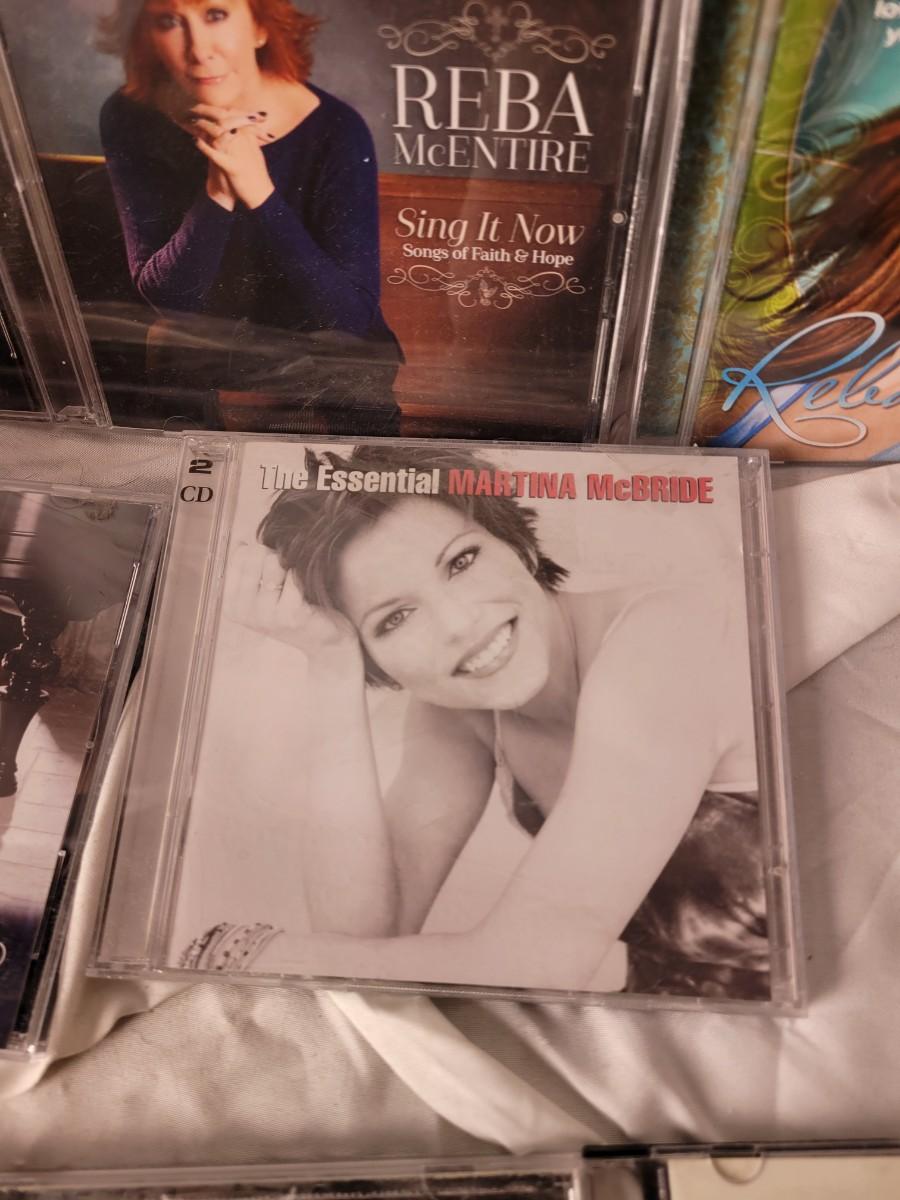 REBA
McENTIRE
Sing It Now
Songs of Faith & Hope
2
CD
The Essential MARTINA McBRIDE